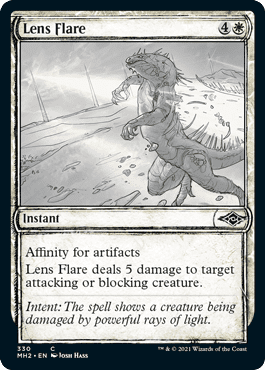 Lens Flare 4
Instant
Affinity for artifacts
Lens Flare deals 5 damage to target
attacking or blocking creature.
Intent: The spell shows a creature being
damaged by powerful rays of light.
330 C
MH2 • EN Josh Hass
™ & © 2021 Wizards of the Coast